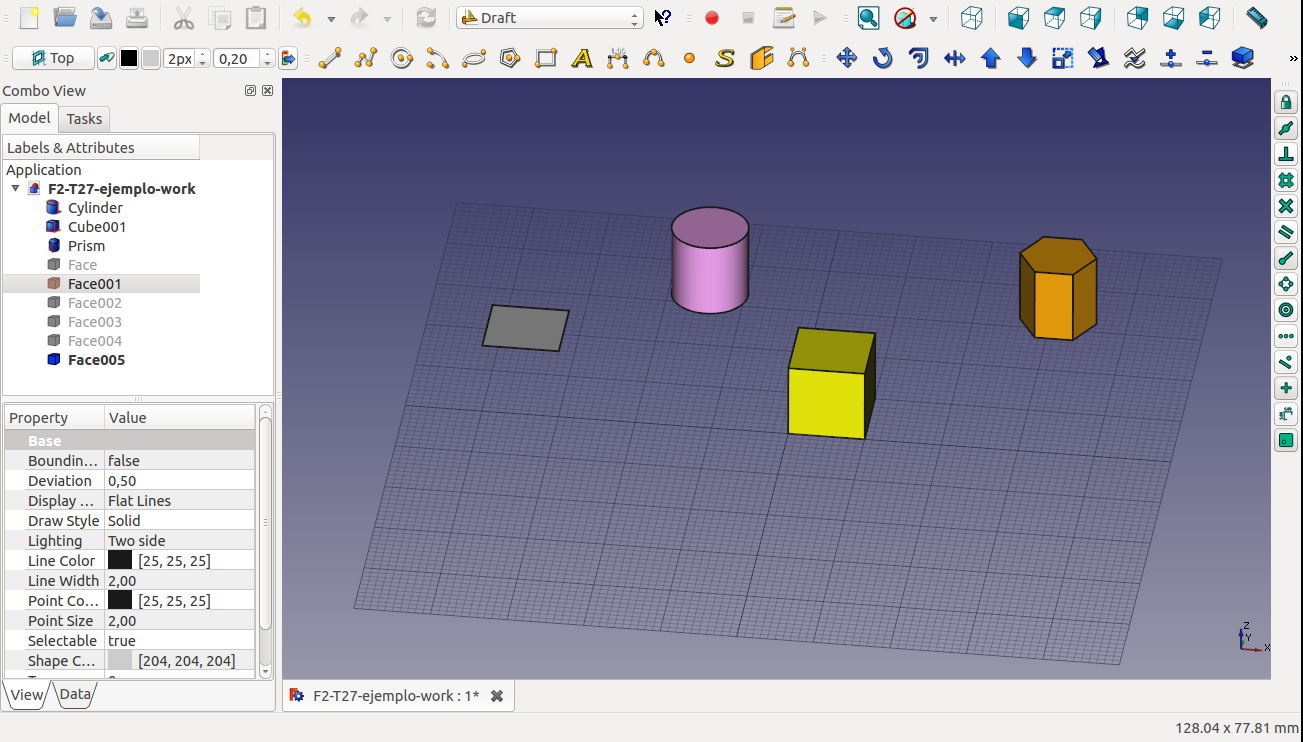 Draft
Top
2px
0,20
A
S
»
Combo View
Model
Tasks
Labels & Attributes
Application
F2-T27-ejemplo-work
Cylinder
Cube001
Prism
Face
Face001
Face002
Face003
Face004
Face005
Property Value
Base
Boundin... false
Deviation 0,50
Display ... Flat Lines
Draw Style Solid
Lighting Two side
Line Color [25, 25, 25]
Line Width 2,00
Point Co... [25, 25, 25]
Point Size 2,00
Selectable true
Shape C... [204, 204, 204]
View Data
Z
Y
X
F2-T27-ejemplo-work : 1*
128.04 x 77.81 mm